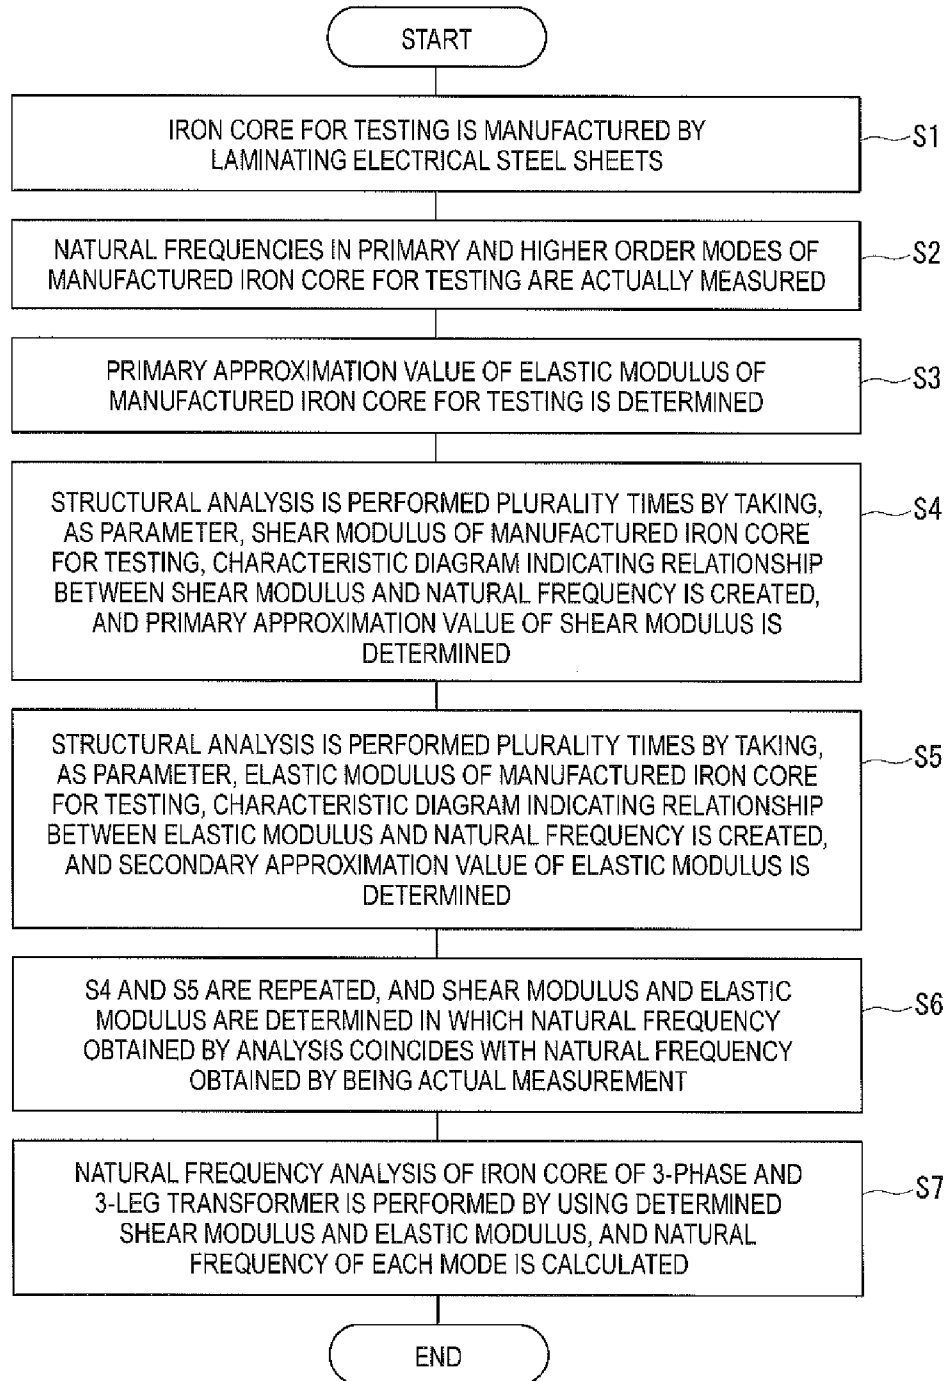 START
IRON CORE FOR TESTING IS MANUFACTURED BY
LAMINATING ELECTRICAL STEEL SHEETS
S1
NATURAL FREQUENCIES IN PRIMARY AND HIGHER ORDER MODES OF
MANUFACTURED IRON CORE FOR TESTING ARE ACTUALLY MEASURED
S2
PRIMARY APPROXIMATION VALUE OF ELASTIC MODULUS OF
MANUFACTURED IRON CORE FOR TESTING IS DETERMINED
S3
STRUCTURAL ANALYSIS IS PERFORMED PLURALITY TIMES BY TAKING,
AS PARAMETER, SHEAR MODULUS OF MANUFACTURED IRON CORE
FOR TESTING, CHARACTERISTIC DIAGRAM INDICATING RELATIONSHIP
BETWEEN SHEAR MODULUS AND NATURAL FREQUENCY IS CREATED,
AND PRIMARY APPROXIMATION VALUE OF SHEAR MODULUS IS
DETERMINED
S4
STRUCTURAL ANALYSIS IS PERFORMED PLURALITY TIMES BY TAKING,
AS PARAMETER, ELASTIC MODULUS OF MANUFACTURED IRON CORE
FOR TESTING, CHARACTERISTIC DIAGRAM INDICATING RELATIONSHIP
BETWEEN ELASTIC MODULUS AND NATURAL FREQUENCY IS CREATED,
AND SECONDARY APPROXIMATION VALUE OF ELASTIC MODULUS IS
DETERMINED
S5
S4 AND S5 ARE REPEATED, AND SHEAR MODULUS AND ELASTIC
MODULUS ARE DETERMINED IN WHICH NATURAL FREQUENCY
OBTAINED BY ANALYSIS COINCIDES WITH NATURAL FREQUENCY
OBTAINED BY BEING ACTUAL MEASUREMENT
S6
NATURAL FREQUENCY ANALYSIS OF IRON CORE OF 3-PHASE AND
3-LEG TRANSFORMER IS PERFORMED BY USING DETERMINED
SHEAR MODULUS AND ELASTIC MODULUS, AND NATURAL
FREQUENCY OF EACH MODE IS CALCULATED
S7
END